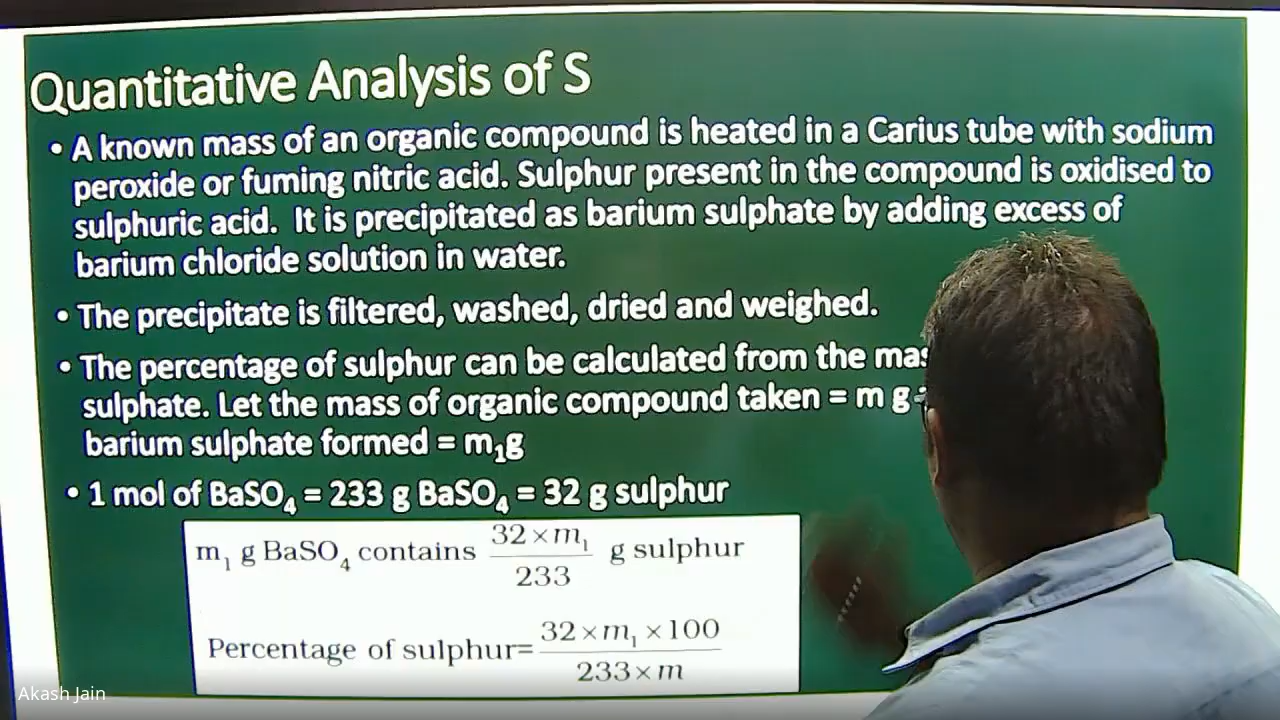 Quantitative Analysis of S
• A known mass of an organic compound is heated in a Carius tube with sodium
peroxide or fuming nitric acid. Sulphur present in the compound is oxidised to
sulphuric acid. It is precipitated as barium sulphate by adding excess of
barium chloride solution in water.
• The precipitate is filtered, washed, dried and weighed.
• The percentage of sulphur can be calculated from the
sulphate. Let the mass of organic compound taken = m g
barium sulphate formed = m₁g
• 1 mol of BaSO₄ = 233 g BaSO₄ = 32 g sulphur
m₁ g BaSO₄ contains 32×m₁ / 233 g sulphur
Percentage of sulphur= 32×m₁×100 / 233×m
Akash Jain